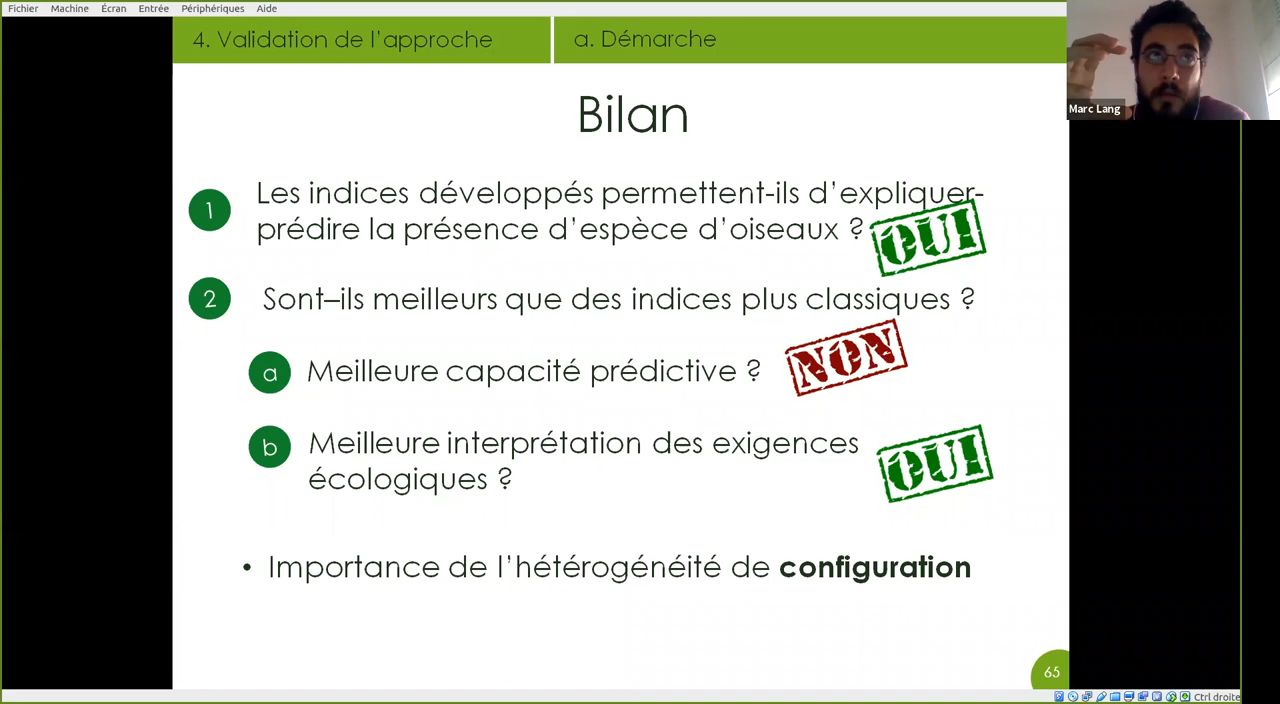 Fichier Machine Écran Entrée Périphériques Aide
4. Validation de l'approche
a. Démarche
Marc Lang
Bilan
1 Les indices développés permettent-ils d'expliquer-
prédire la présence d'espèce d'oiseaux ?
OUI
2 Sont–ils meilleurs que des indices plus classiques ?
a Meilleure capacité prédictive ?
NON
b Meilleure interprétation des exigences
écologiques ?
OUI
• Importance de l'hétérogénéité de configuration
65
Ctrl droite